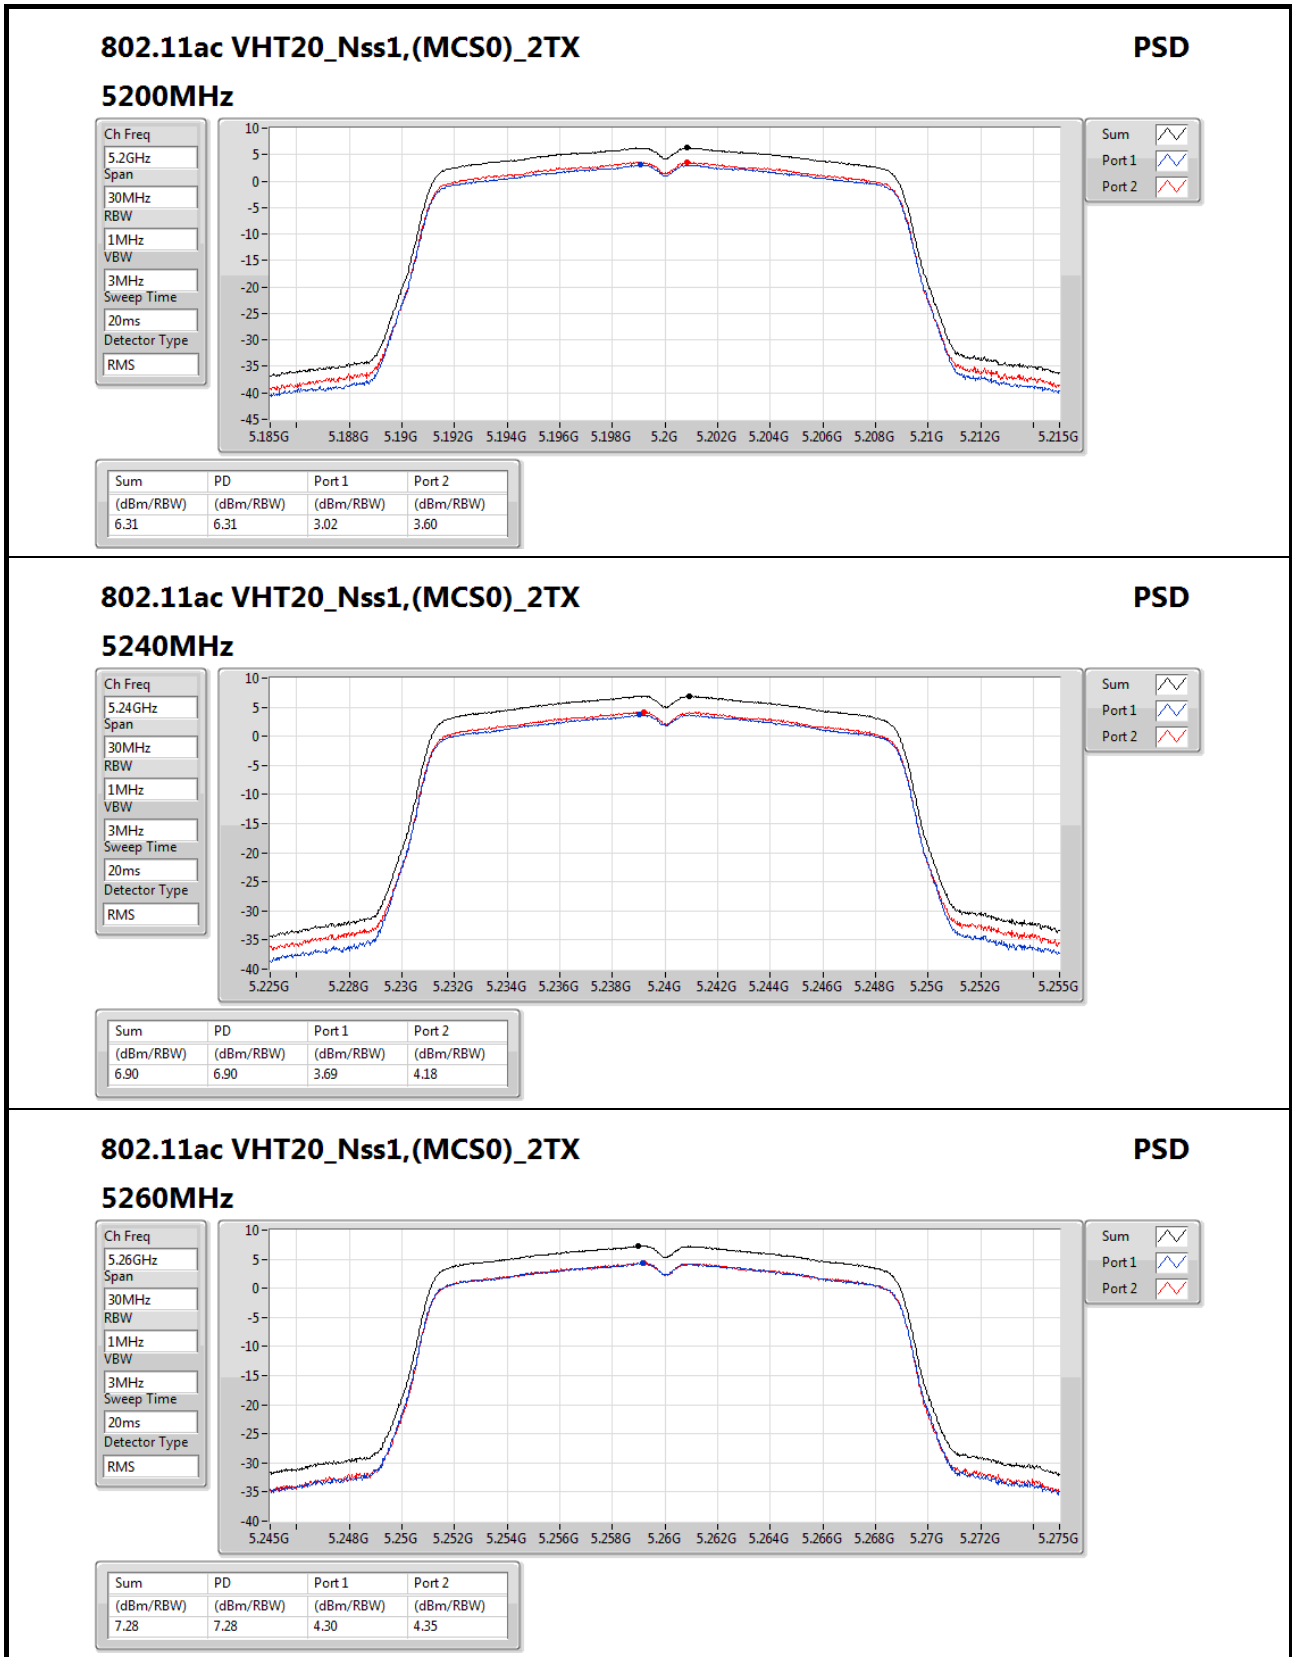 802.11ac VHT20_Nss1,(MCS0)_2TX PSD
5200MHz
Ch Freq
5.2GHz
Span
30MHz
RBW
1MHz
VBW
3MHz
Sweep Time
20ms
Detector Type
RMS
10
5
0
-5
-10
-15
-20
-25
-30
-35
-40
-45
5.185G 5.188G 5.19G 5.192G 5.194G 5.196G 5.198G 5.2G 5.202G 5.204G 5.206G 5.208G 5.21G 5.212G 5.215G
Sum
Port 1
Port 2
Sum PD Port 1 Port 2
(dBm/RBW) (dBm/RBW) (dBm/RBW) (dBm/RBW)
6.31 6.31 3.02 3.60
802.11ac VHT20_Nss1,(MCS0)_2TX PSD
5240MHz
Ch Freq
5.24GHz
Span
30MHz
RBW
1MHz
VBW
3MHz
Sweep Time
20ms
Detector Type
RMS
10
5
0
-5
-10
-15
-20
-25
-30
-35
-40
5.225G 5.228G 5.23G 5.232G 5.234G 5.236G 5.238G 5.24G 5.242G 5.244G 5.246G 5.248G 5.25G 5.252G 5.255G
Sum
Port 1
Port 2
Sum PD Port 1 Port 2
(dBm/RBW) (dBm/RBW) (dBm/RBW) (dBm/RBW)
6.90 6.90 3.69 4.18
802.11ac VHT20_Nss1,(MCS0)_2TX PSD
5260MHz
Ch Freq
5.26GHz
Span
30MHz
RBW
1MHz
VBW
3MHz
Sweep Time
20ms
Detector Type
RMS
10
5
0
-5
-10
-15
-20
-25
-30
-35
-40
5.245G 5.248G 5.25G 5.252G 5.254G 5.256G 5.258G 5.26G 5.262G 5.264G 5.266G 5.268G 5.27G 5.272G 5.275G
Sum
Port 1
Port 2
Sum PD Port 1 Port 2
(dBm/RBW) (dBm/RBW) (dBm/RBW) (dBm/RBW)
7.28 7.28 4.30 4.35